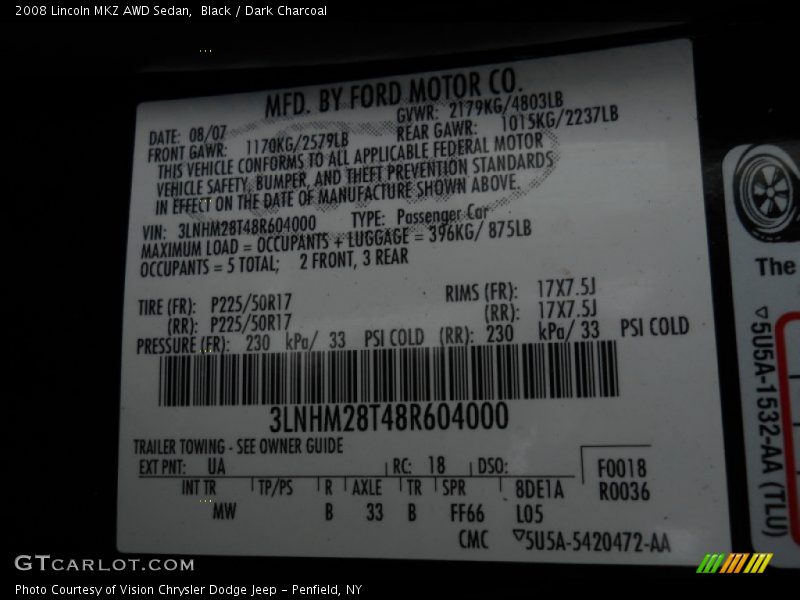 2008 Lincoln MKZ AWD Sedan, Black / Dark Charcoal
MFD. BY FORD MOTOR CO.
DATE: 08/07 GVWR: 2179KG/4803LB
FRONT GAWR: 1170KG/2579LB REAR GAWR: 1015KG/2237LB
THIS VEHICLE CONFORMS TO ALL APPLICABLE FEDERAL MOTOR
VEHICLE SAFETY, BUMPER, AND THEFT PREVENTION STANDARDS
IN EFFECT ON THE DATE OF MANUFACTURE SHOWN ABOVE.
VIN: 3LNHM28T48R604000 TYPE: Passenger Car
MAXIMUM LOAD = OCCUPANTS + LUGGAGE = 396KG/ 875LB
OCCUPANTS = 5 TOTAL; 2 FRONT, 3 REAR
TIRE (FR): P225/50R17 RIMS (FR): 17X7.5J
(RR): P225/50R17 (RR): 17X7.5J
PRESSURE (FR): 230 kPa/ 33 PSI COLD (RR): 230 kPa/ 33 PSI COLD
3LNHM28T48R604000
TRAILER TOWING - SEE OWNER GUIDE
EXT PNT: UA RC: 18 DSO: F0018
INT TR TP/PS R AXLE TR SPR 8DE1A R0036
MW B 33 B FF66 L05
CMC ▽5U5A-5420472-AA
The
▽5U5A-1532-AA (TLU)
GTCARLOT.COM
Photo Courtesy of Vision Chrysler Dodge Jeep - Penfield, NY